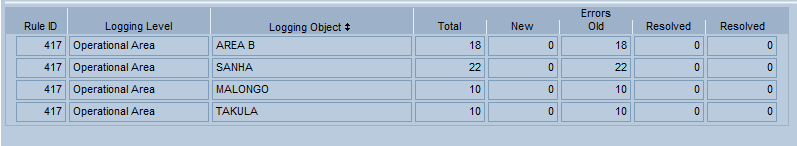 Errors
Rule ID Logging Level Logging Object Total New Old Resolved Resolved
417 Operational Area AREA B 18 0 18 0 0
417 Operational Area SANHA 22 0 22 0 0
417 Operational Area MALONGO 10 0 10 0 0
417 Operational Area TAKULA 10 0 10 0 0